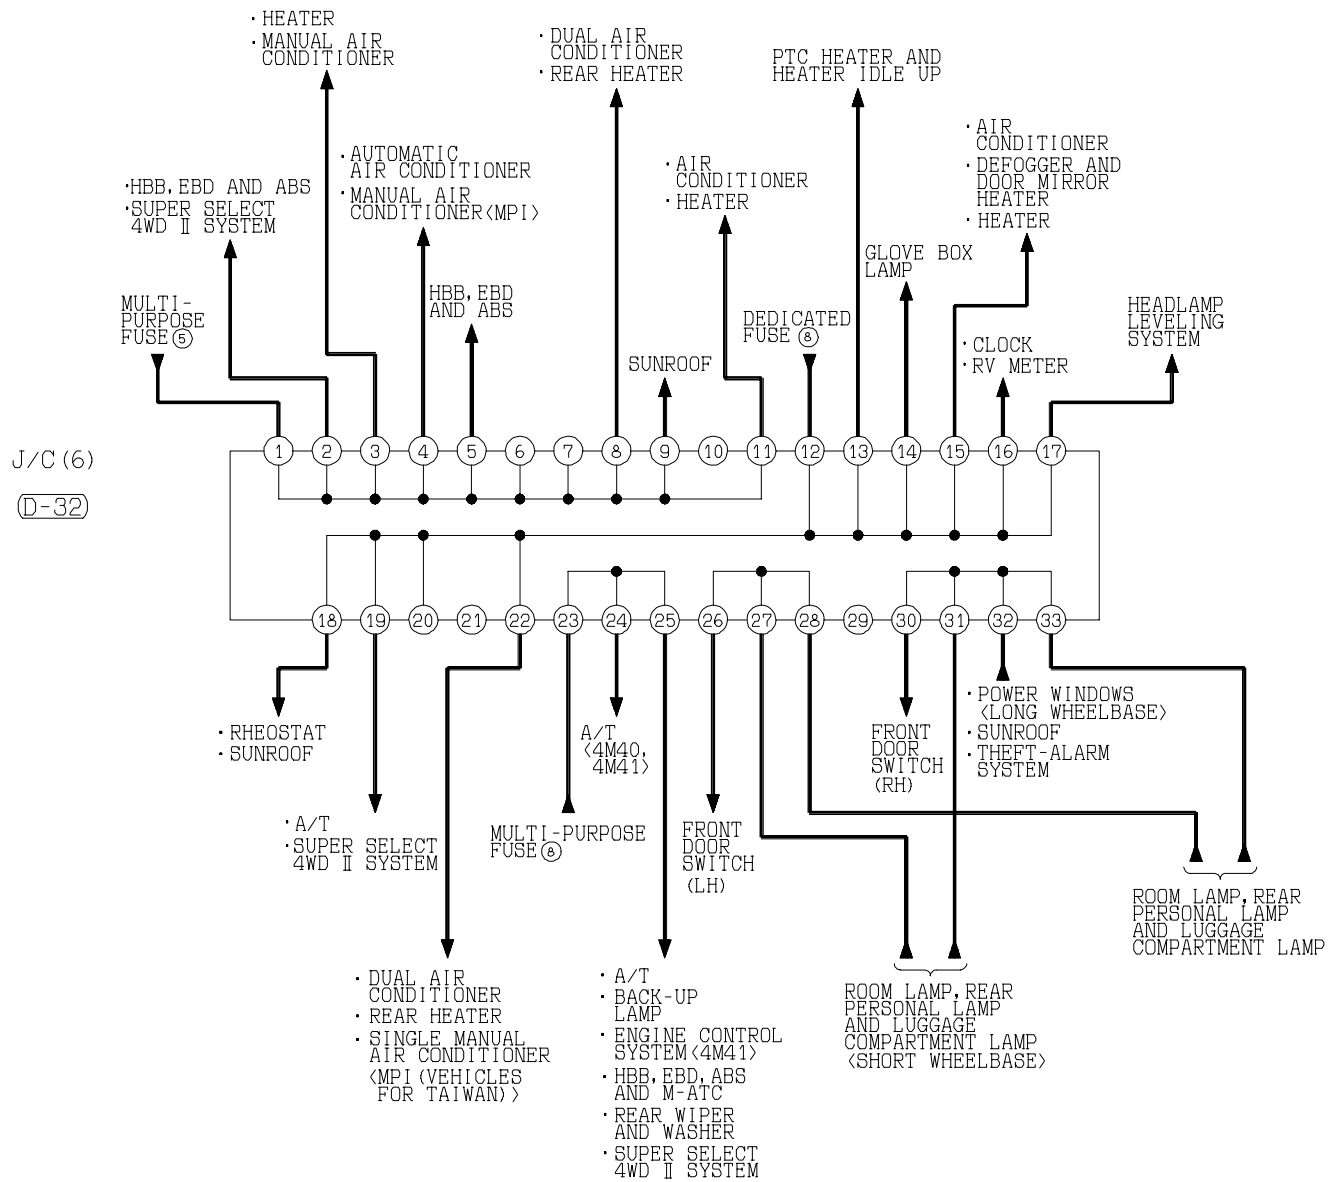 · HEATER
· MANUAL AIR
CONDITIONER
· DUAL AIR
CONDITIONER
· REAR HEATER
PTC HEATER AND
HEATER IDLE UP
· AIR
CONDITIONER
· DEFOGGER AND
DOOR MIRROR
HEATER
· HEATER
· AUTOMATIC
AIR CONDITIONER
· MANUAL AIR
CONDITIONER〈MPI〉
· AIR
CONDITIONER
· HEATER
·HBB, EBD AND ABS
·SUPER SELECT
4WD Ⅱ SYSTEM
GLOVE BOX
LAMP
HBB, EBD
AND ABS
MULTI-
PURPOSE
FUSE⑤
DEDICATED
FUSE⑧
HEADLAMP
LEVELING
SYSTEM
· CLOCK
· RV METER
SUNROOF
1 2 3 4 5 6 7 8 9 10 11 12 13 14 15 16 17
J/C (6)
D-32
18 19 20 21 22 23 24 25 26 27 28 29 30 31 32 33
· RHEOSTAT
· SUNROOF
A/T
〈4M40,
4M41〉
FRONT
DOOR
SWITCH
(RH)
· POWER WINDOWS
〈LONG WHEELBASE〉
· SUNROOF
· THEFT-ALARM
SYSTEM
· A/T
·SUPER SELECT
4WD Ⅱ SYSTEM
MULTI-PURPOSE
FUSE⑧
FRONT
DOOR
SWITCH
(LH)
ROOM LAMP, REAR
PERSONAL LAMP
AND LUGGAGE
COMPARTMENT LAMP
· DUAL AIR
CONDITIONER
· REAR HEATER
· SINGLE MANUAL
AIR CONDITIONER
〈MPI (VEHICLES
FOR TAIWAN)〉
· A/T
· BACK-UP
LAMP
· ENGINE CONTROL
SYSTEM〈4M41〉
· HBB, EBD, ABS
AND M-ATC
· REAR WIPER
AND WASHER
· SUPER SELECT
4WD Ⅱ SYSTEM
ROOM LAMP, REAR
PERSONAL LAMP
AND LUGGAGE
COMPARTMENT LAMP
〈SHORT WHEELBASE〉